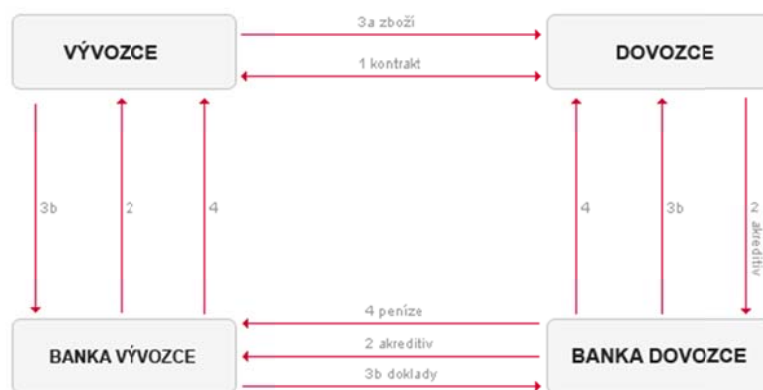 3a zboží
VÝVOZCE
DOVOZCE
1 kontrakt
3b
2
4
4
3b
2 akreditiv
4 peníze
2 akreditiv
BANKA VÝVOZCE
BANKA DOVOZCE
3b doklady